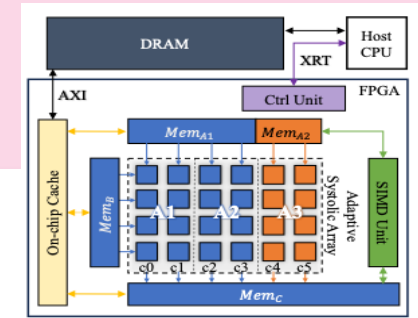 DRAM
Host
CPU
XRT
AXI
FPGA
Ctrl Unit
Mem_A1
Mem_A2
On-chip Cache
Mem_B
A1
A2
A3
Adaptive
Systolic Array
SIMD Unit
c0 c1 c2 c3 c4 c5
Mem_C